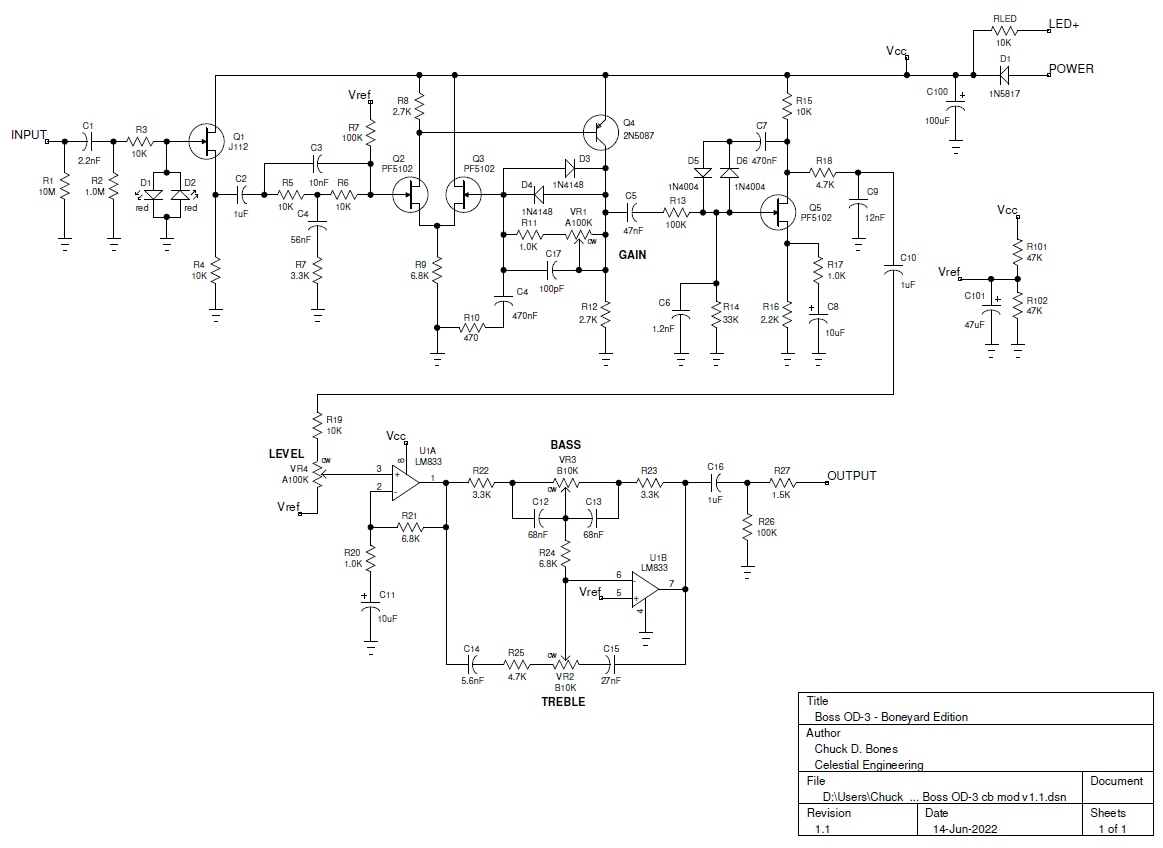 RLED
LED+
10K
Vcc
D1
POWER
1N5817
C100
+
100uF
INPUT
C1
2.2nF
R3
10K
Q1
J112
R1
10M
R2
1.0M
D1
D2
red
red
C2
1uF
R4
10K
C3
10nF
R5
10K
R6
10K
C4
56nF
R7
3.3K
Vref
R7
100K
R8
2.7K
Q2
PF5102
Q3
PF5102
Q4
2N5087
D3
1N4148
D4
1N4148
R11
1.0K
VR1
A100K
cw
GAIN
C17
100pF
R9
6.8K
C4
470nF
R10
470
R12
2.7K
C5
47nF
R13
100K
D5
1N4004
D6
1N4004
C7
470nF
R15
10K
R18
4.7K
C9
12nF
Q5
PF5102
C6
1.2nF
R14
33K
R16
2.2K
R17
1.0K
+
C8
10uF
C10
1uF
Vcc
R101
47K
Vref
C101
+
47uF
R102
47K
R19
10K
LEVEL
cw
VR4
A100K
Vref
Vcc
U1A
LM833
8
3
+
2
-
1
R21
6.8K
R20
1.0K
+
C11
10uF
R22
3.3K
BASS
VR3
B10K
cw
R23
3.3K
C12
68nF
C13
68nF
R24
6.8K
U1B
LM833
6
-
7
Vref
5
+
4
C14
5.6nF
R25
4.7K
cw
VR2
B10K
TREBLE
C15
27nF
C16
1uF
R27
1.5K
OUTPUT
R26
100K
Title
Boss OD-3 - Boneyard Edition
Author
Chuck D. Bones
Celestial Engineering
File
Document
D:\Users\Chuck ... Boss OD-3 cb mod v1.1.dsn
Revision
Date
Sheets
1.1
14-Jun-2022
1 of 1